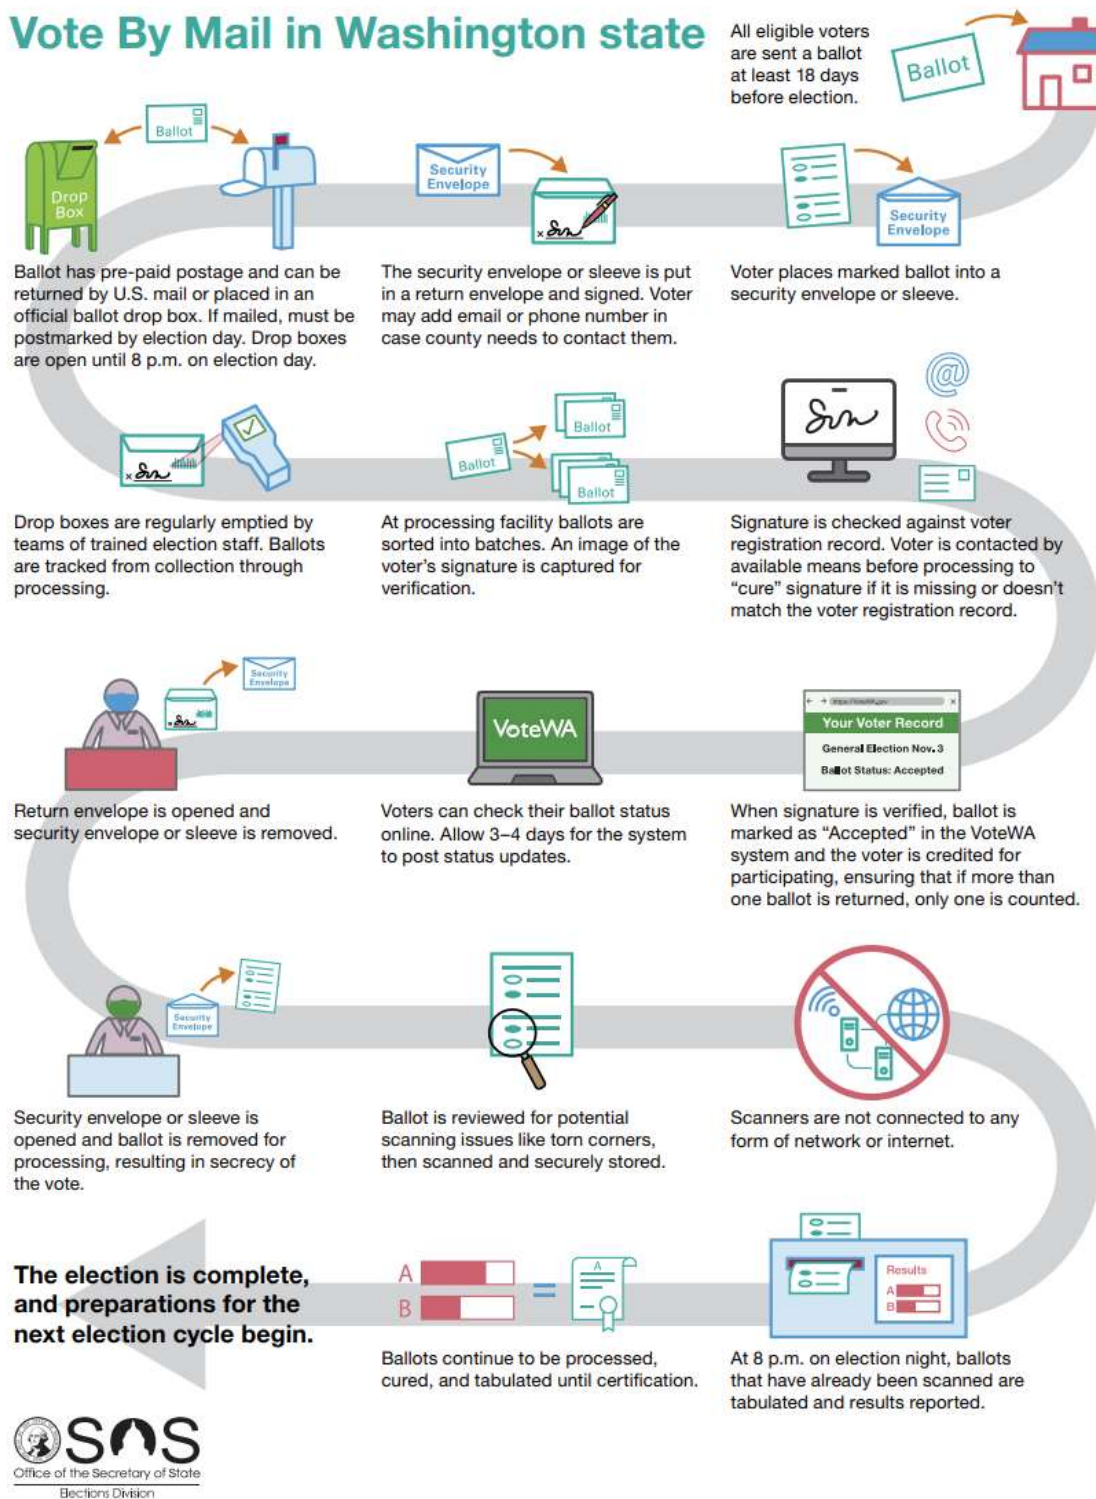 Vote By Mail in Washington state
All eligible voters
are sent a ballot
at least 18 days
before election.
Ballot
Security
Envelope
Voter places marked ballot into a
security envelope or sleeve.
Security
Envelope
x
The security envelope or sleeve is put
in a return envelope and signed. Voter
may add email or phone number in
case county needs to contact them.
Ballot
Drop
Box
Ballot has pre-paid postage and can be
returned by U.S. mail or placed in an
official ballot drop box. If mailed, must be
postmarked by election day. Drop boxes
are open until 8 p.m. on election day.
x
Drop boxes are regularly emptied by
teams of trained election staff. Ballots
are tracked from collection through
processing.
Ballot
Ballot
Ballot
At processing facility ballots are
sorted into batches. An image of the
voter's signature is captured for
verification.
@
Signature is checked against voter
registration record. Voter is contacted by
available means before processing to
“cure” signature if it is missing or doesn't
match the voter registration record.
Your Voter Record
General Election Nov. 3
Ballot Status: Accepted
When signature is verified, ballot is
marked as “Accepted” in the VoteWA
system and the voter is credited for
participating, ensuring that if more than
one ballot is returned, only one is counted.
VoteWA
Voters can check their ballot status
online. Allow 3–4 days for the system
to post status updates.
Security
Envelope
x
Return envelope is opened and
security envelope or sleeve is removed.
Security
Envelope
Security envelope or sleeve is
opened and ballot is removed for
processing, resulting in secrecy of
the vote.
Ballot is reviewed for potential
scanning issues like torn corners,
then scanned and securely stored.
Scanners are not connected to any
form of network or internet.
Results
A
B
At 8 p.m. on election night, ballots
that have already been scanned are
tabulated and results reported.
A
B
=
A
Ballots continue to be processed,
cured, and tabulated until certification.
The election is complete,
and preparations for the
next election cycle begin.
SOS
Office of the Secretary of State
Elections Division